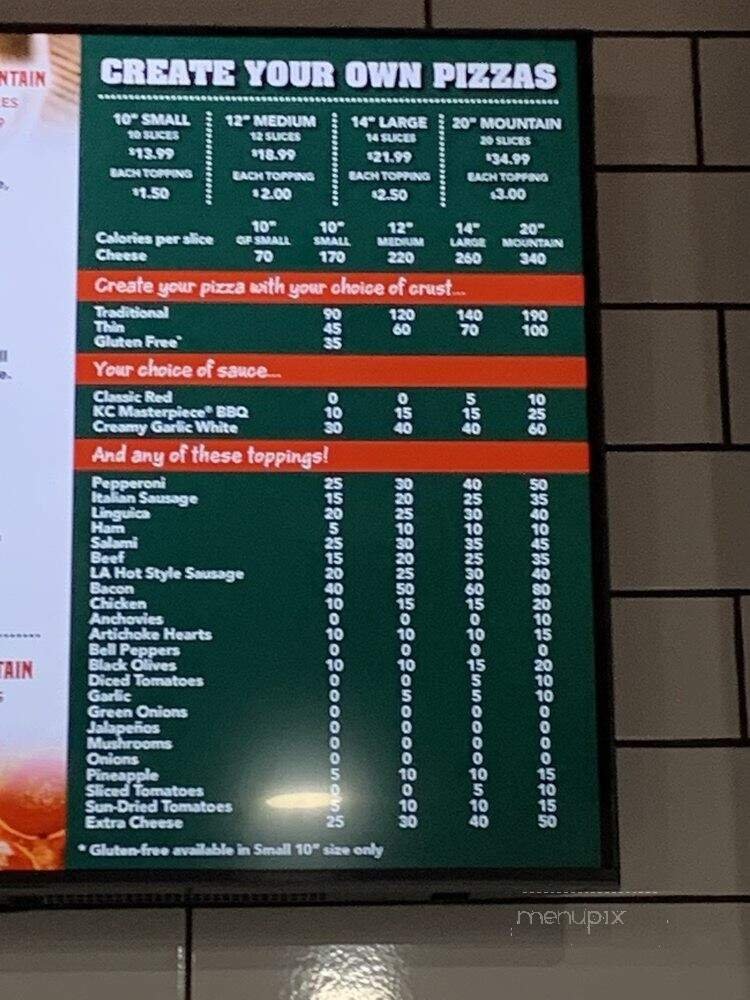 NTAIN
ES
CREATE YOUR OWN PIZZAS
10" SMALL 12" MEDIUM 14" LARGE 20" MOUNTAIN
10 SLICES 12 SLICES 14 SLICES 20 SLICES
$13.99 $18.99 $21.99 $34.99
EACH TOPPING EACH TOPPING EACH TOPPING EACH TOPPING
$1.50 $2.00 $2.50 $3.00
10" 10" 12" 14" 20"
Calories per slice GF SMALL SMALL MEDIUM LARGE MOUNTAIN
Cheese 70 170 220 260 340
Create your pizza with your choice of crust...
Traditional 90 120 140 190
Thin 45 60 70 100
Gluten Free* 35
Your choice of sauce...
Classic Red 0 0 5 10
KC Masterpiece® BBQ 10 15 15 25
Creamy Garlic White 30 40 40 60
And any of these toppings!
Pepperoni 25 30 40 50
Italian Sausage 15 20 25 35
Linguica 20 25 30 40
Ham 5 10 10 10
Salami 25 30 35 45
Beef 15 20 25 35
LA Hot Style Sausage 20 25 30 40
Bacon 40 50 60 80
Chicken 10 15 15 20
Anchovies 0 0 0 10
Artichoke Hearts 10 10 10 15
Bell Peppers 0 0 0 0
Black Olives 10 10 15 20
Diced Tomatoes 0 0 5 10
Garlic 0 5 5 10
Green Onions 0 0 0 0
Jalapeños 0 0 0 0
Mushrooms 0 0 0 0
Onions 0 0 0 0
Pineapple 5 10 10 15
Sliced Tomatoes 0 0 5 10
Sun-Dried Tomatoes 5 10 10 15
Extra Cheese 25 30 40 50
* Gluten-free available in Small 10" size only
TAIN
menupix